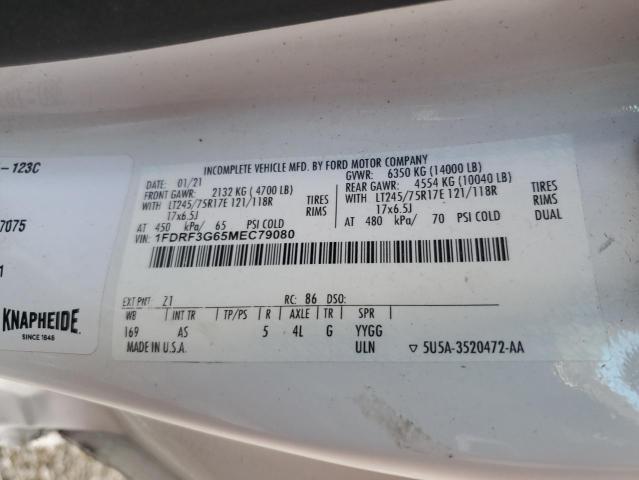 - 123C
7075
1
KNAPHEIDE
SINCE 1848
INCOMPLETE VEHICLE MFD. BY FORD MOTOR COMPANY
DATE: 01/21 GVWR: 6350 KG (14000 LB)
FRONT GAWR: 2132 KG ( 4700 LB) REAR GAWR: 4554 KG (10040 LB)
WITH LT245/75R17E 121/118R TIRES WITH LT245/75R17E 121/118R TIRES
17x6.5J RIMS 17x6.5J RIMS
AT 450 kPa/ 65 PSI COLD AT 480 kPa/ 70 PSI COLD DUAL
VIN: 1FDRF3G65MEC79080
EXT PNT: Z1 RC: 86 DSO:
WB INT TR TP/PS R AXLE TR SPR
169 AS 5 4L G YYGG
MADE IN U.S.A. ULN ▽ 5U5A-3520472-AA